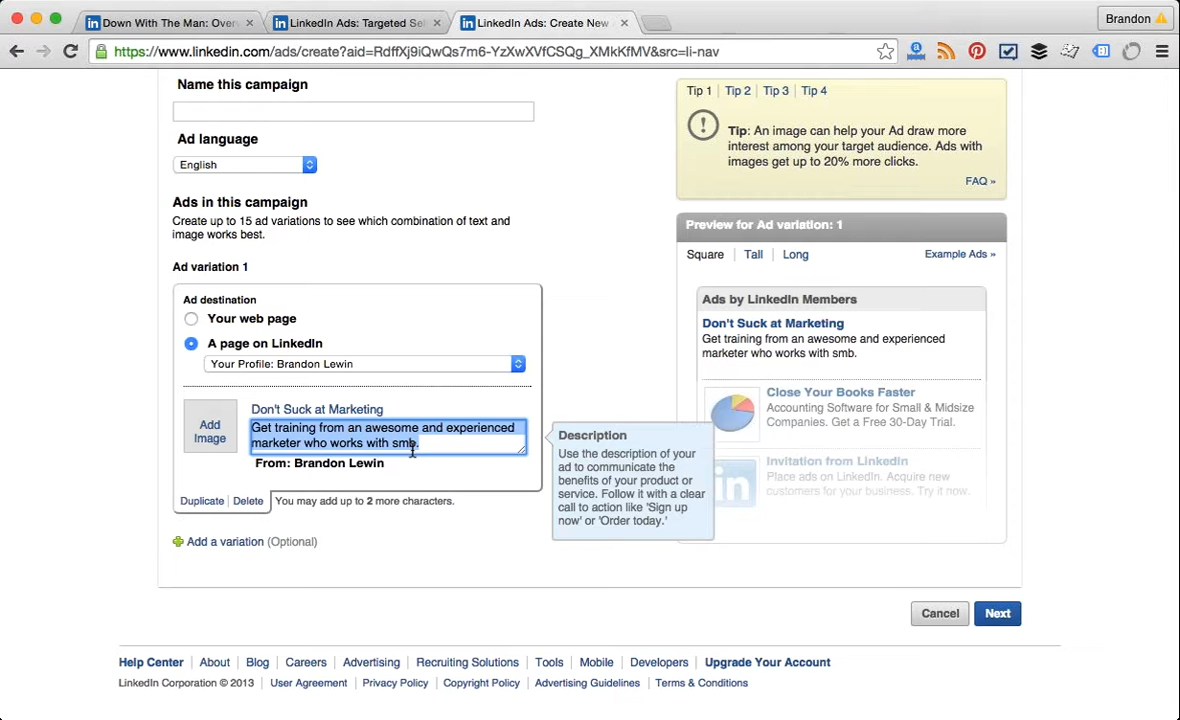 Down With The Man: Over
LinkedIn Ads: Targeted Sel
LinkedIn Ads: Create New
Brandon
https://www.linkedin.com/ads/create?aid=RdffXj9iQwQs7m6-YzXwXVfCSQg_XMkKfMV&src=li-nav
Name this campaign
Ad language
English
Ads in this campaign
Create up to 15 ad variations to see which combination of text and
image works best.
Ad variation 1
Ad destination
Your web page
A page on LinkedIn
Your Profile: Brandon Lewin
Add
Image
Don't Suck at Marketing
Get training from an awesome and experienced
marketer who works with smb.
From: Brandon Lewin
Duplicate | Delete
You may add up to 2 more characters.
Add a variation (Optional)
Description
Use the description of your
ad to communicate the
benefits of your product or
service. Follow it with a clear
call to action like 'Sign up
now' or 'Order today.'
Tip 1 | Tip 2 | Tip 3 | Tip 4
Tip: An image can help your Ad draw more
interest among your target audience. Ads with
images get up to 20% more clicks.
FAQ »
Preview for Ad variation: 1
Square | Tall | Long
Example Ads »
Ads by LinkedIn Members
Don't Suck at Marketing
Get training from an awesome and experienced
marketer who works with smb.
Close Your Books Faster
Accounting Software for Small & Midsize
Companies. Get a Free 30-Day Trial.
Invitation from LinkedIn
Place ads on LinkedIn. Acquire new
customers for your business. Try it now.
Cancel
Next
Help Center | About | Blog | Careers | Advertising | Recruiting Solutions | Tools | Mobile | Developers | Upgrade Your Account
LinkedIn Corporation © 2013 | User Agreement | Privacy Policy | Copyright Policy | Advertising Guidelines | Terms & Conditions